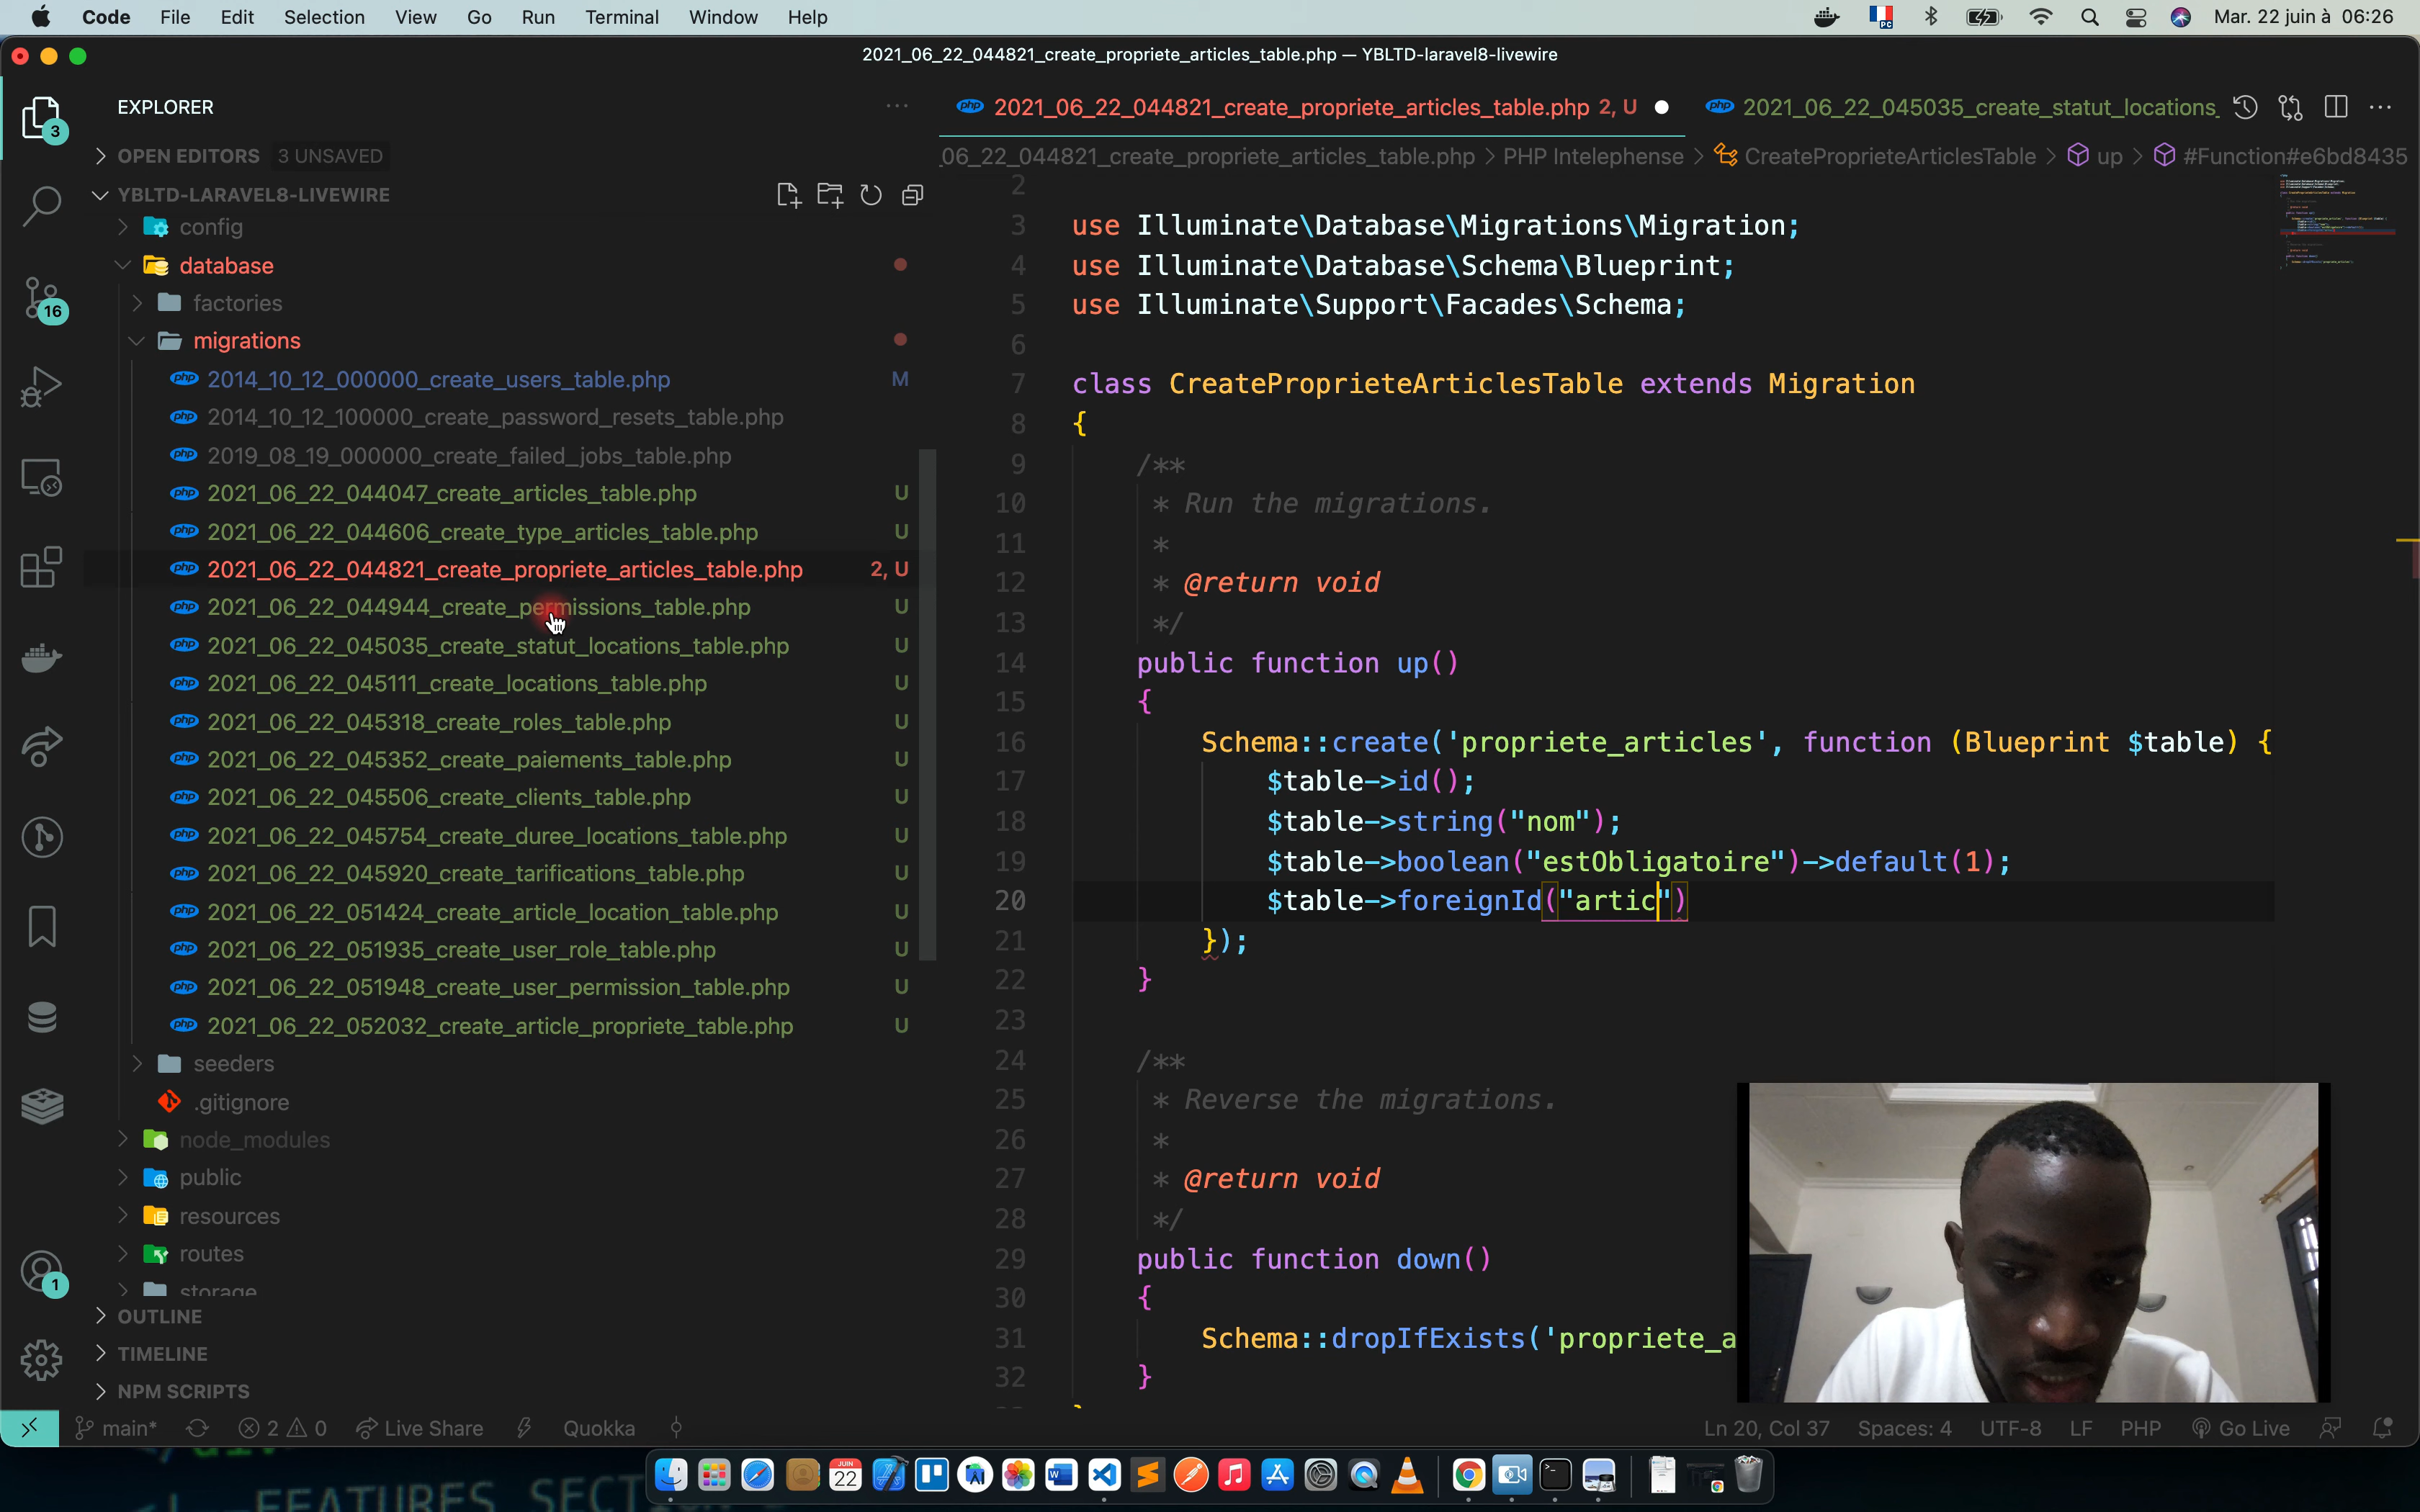 Code File Edit Selection View Go Run Terminal Window Help Mar. 22 juin à 06:26
2021_06_22_044821_create_propriete_articles_table.php — YBLTD-laravel8-livewire
EXPLORER
2021_06_22_044821_create_propriete_articles_table.php 2, U
2021_06_22_045035_create_statut_locations_
OPEN EDITORS 3 UNSAVED
_06_22_044821_create_propriete_articles_table.php > PHP Intelephense > CreateProprieteArticlesTable > up > #Function#e6bd8435
YBLTD-LARAVEL8-LIVEWIRE
config
database
factories
migrations
2014_10_12_000000_create_users_table.php M
2014_10_12_100000_create_password_resets_table.php
2019_08_19_000000_create_failed_jobs_table.php
2021_06_22_044047_create_articles_table.php U
2021_06_22_044606_create_type_articles_table.php U
2021_06_22_044821_create_propriete_articles_table.php 2, U
2021_06_22_044944_create_permissions_table.php U
2021_06_22_045035_create_statut_locations_table.php U
2021_06_22_045111_create_locations_table.php U
2021_06_22_045318_create_roles_table.php U
2021_06_22_045352_create_paiements_table.php U
2021_06_22_045506_create_clients_table.php U
2021_06_22_045754_create_duree_locations_table.php U
2021_06_22_045920_create_tarifications_table.php U
2021_06_22_051424_create_article_location_table.php U
2021_06_22_051935_create_user_role_table.php U
2021_06_22_051948_create_user_permission_table.php U
2021_06_22_052032_create_article_propriete_table.php U
seeders
.gitignore
node_modules
public
resources
routes
storage
OUTLINE
TIMELINE
NPM SCRIPTS
3
16
1
2
3 use Illuminate\Database\Migrations\Migration;
4 use Illuminate\Database\Schema\Blueprint;
5 use Illuminate\Support\Facades\Schema;
6
7 class CreateProprieteArticlesTable extends Migration
8 {
9 /**
10 * Run the migrations.
11 *
12 * @return void
13 */
14 public function up()
15 {
16 Schema::create('propriete_articles', function (Blueprint $table) {
17 $table->id();
18 $table->string("nom");
19 $table->boolean("estObligatoire")->default(1);
20 $table->foreignId("artic")
21 });
22 }
23
24 /**
25 * Reverse the migrations.
26 *
27 * @return void
28 */
29 public function down()
30 {
31 Schema::dropIfExists('propriete_a
32 }
main* 2 0 Live Share Quokka Ln 20, Col 37 Spaces: 4 UTF-8 LF PHP Go Live
JUIN
22